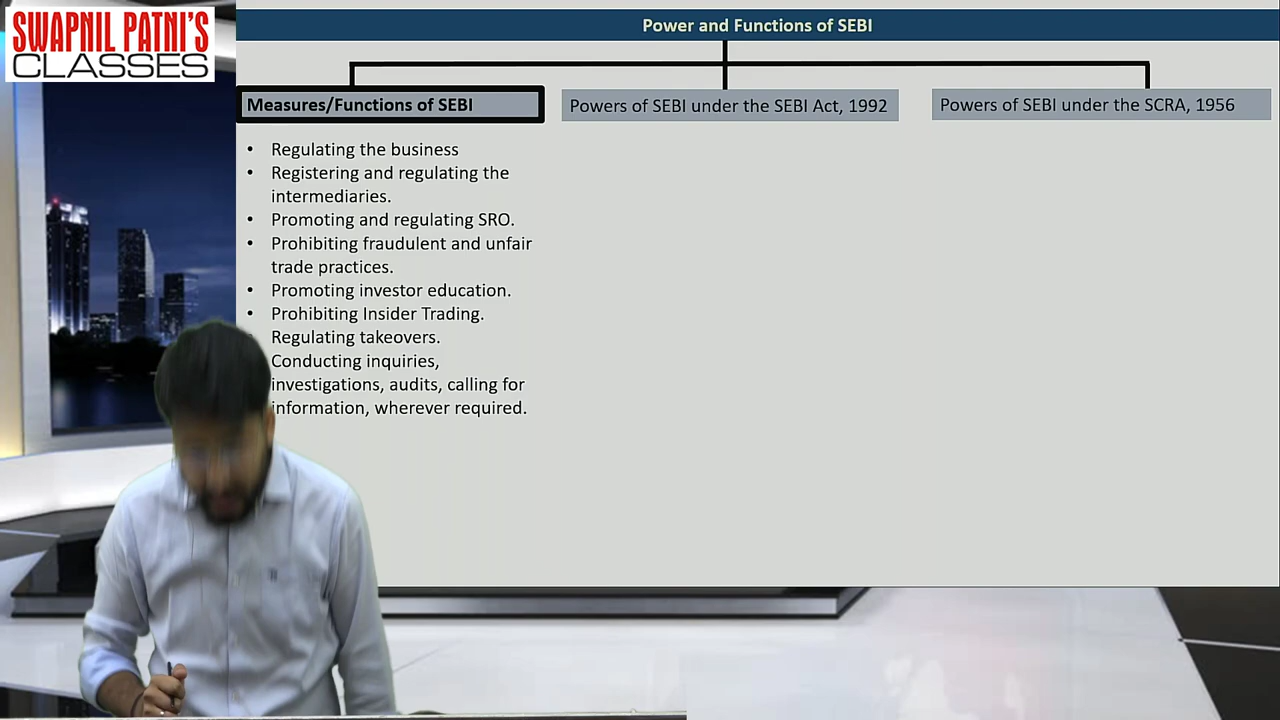 SWAPNIL PATNI'S
CLASSES
Power and Functions of SEBI
Measures/Functions of SEBI
Powers of SEBI under the SEBI Act, 1992
Powers of SEBI under the SCRA, 1956
• Regulating the business
• Registering and regulating the
intermediaries.
• Promoting and regulating SRO.
• Prohibiting fraudulent and unfair
trade practices.
• Promoting investor education.
• Prohibiting Insider Trading.
Regulating takeovers.
Conducting inquiries,
investigations, audits, calling for
information, wherever required.